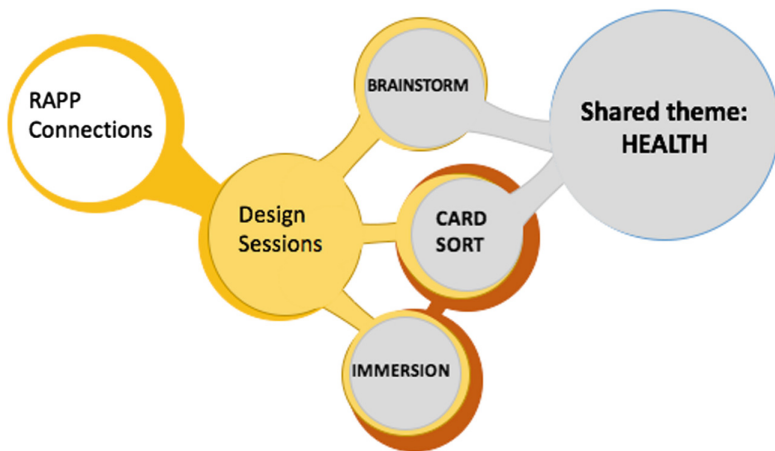 RAPP
Connections
Design
Sessions
BRAINSTORM
CARD
SORT
IMMERSION
Shared theme:
HEALTH